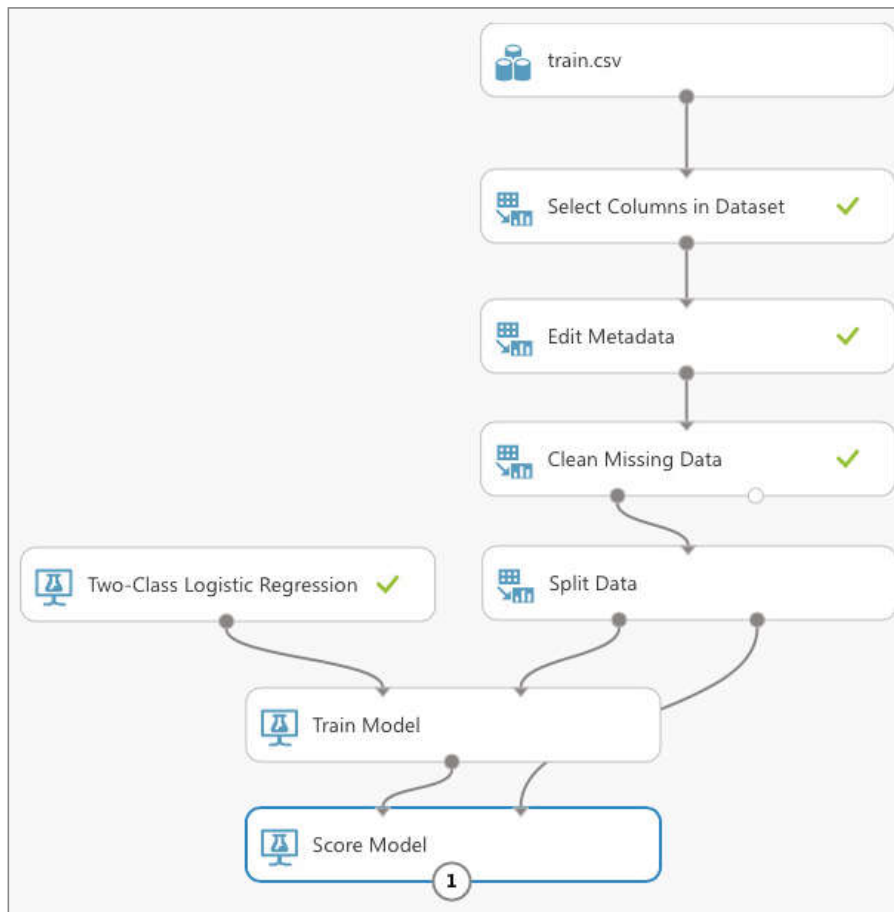 train.csv
Select Columns in Dataset
Edit Metadata
Clean Missing Data
Two-Class Logistic Regression
Split Data
Train Model
Score Model
1